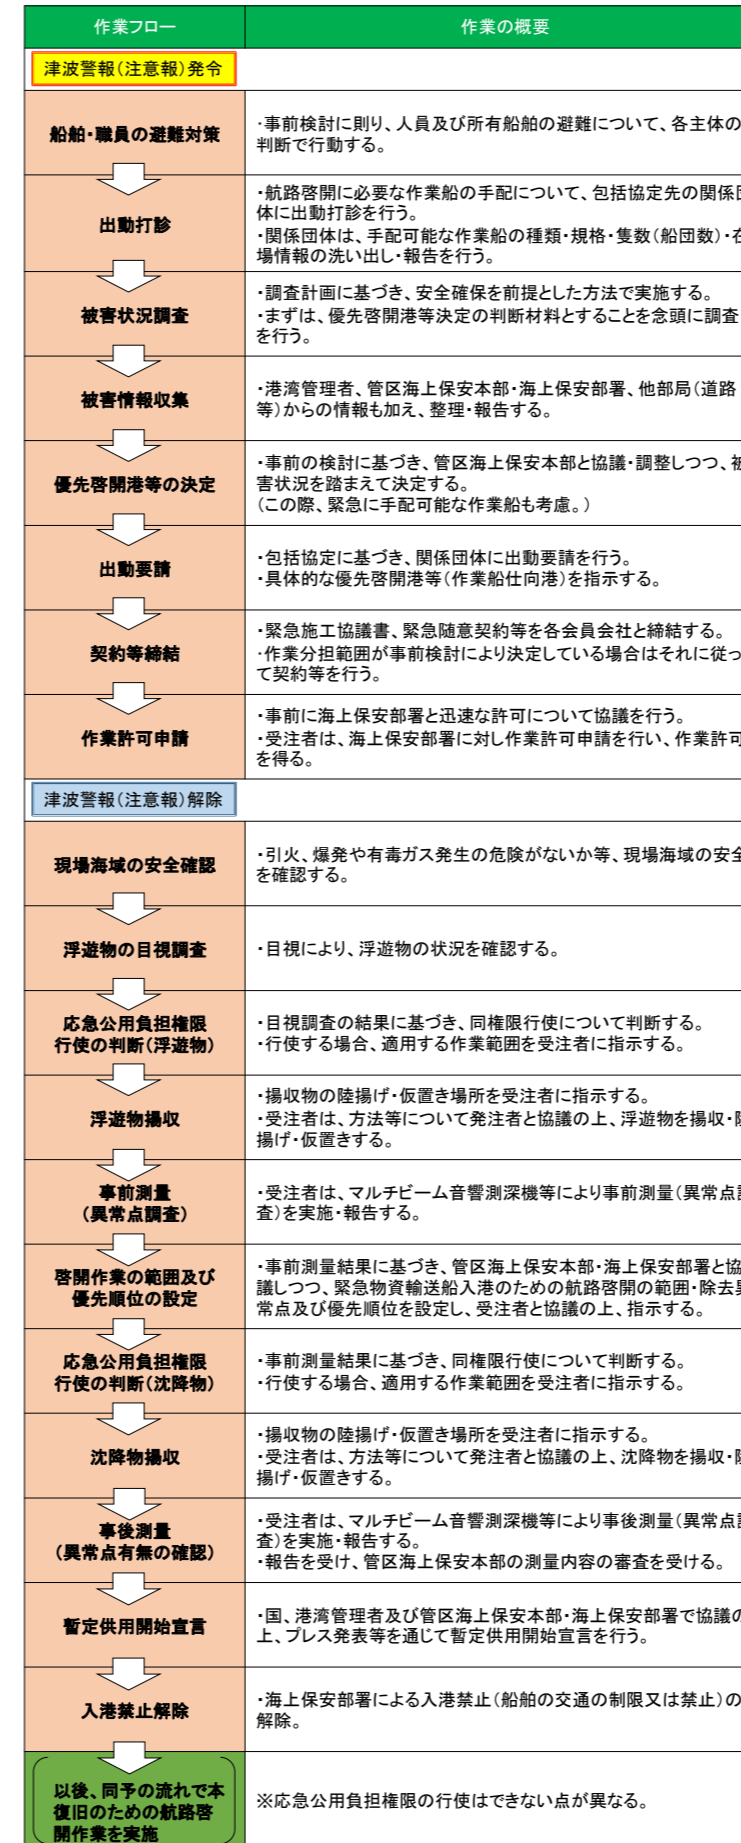 作業フロー
作業の概要
津波警報(注意報)発令
船舶・職員の避難対策
・事前検討に則り、人員及び所有船舶の避難について、各主体の
判断で行動する。
出動打診
・航路啓開に必要な作業船の手配について、包括協定先の関係
体に出動打診を行う。
・関係団体は、手配可能な作業船の種類・規格・隻数(船団数)・
場情報の洗い出し・報告を行う。
被害状況調査
・調査計画に基づき、安全確保を前提とした方法で実施する。
・まずは、優先啓開港等決定の判断材料とすることを念頭に調査
を行う。
被害情報収集
・港湾管理者、管区海上保安本部・海上保安部署、他部局(道路
等)からの情報も加え、整理・報告する。
優先啓開港等の決定
・事前の検討に基づき、管区海上保安本部と協議・調整しつつ、被
害状況を踏まえて決定する。
(この際、緊急に手配可能な作業船も考慮。)
出動要請
・包括協定に基づき、関係団体に出動要請を行う。
・具体的な優先啓開港等(作業船仕向港)を指示する。
契約等締結
・緊急施工協議書、緊急随意契約等を各会員会社と締結する。
・作業分担範囲が事前検討により決定している場合はそれに従っ
て契約等を行う。
作業許可申請
・事前に海上保安部署と迅速な許可について協議を行う。
・受注者は、海上保安部署に対し作業許可申請を行い、作業許可
を得る。
津波警報(注意報)解除
現場海域の安全確認
・引火、爆発や有毒ガス発生の危険がないか等、現場海域の安全
を確認する。
浮遊物の目視調査
・目視により、浮遊物の状況を確認する。
応急公用負担権限
行使の判断(浮遊物)
・目視調査の結果に基づき、同権限行使について判断する。
・行使する場合、適用する作業範囲を受注者に指示する。
浮遊物揚収
・揚収物の陸揚げ・仮置き場所を受注者に指示する。
・受注者は、方法等について発注者と協議の上、浮遊物を揚収・
揚げ・仮置きする。
事前測量
(異常点調査)
・受注者は、マルチビーム音響測深機等により事前測量(異常点
査)を実施・報告する。
啓開作業の範囲及び
優先順位の設定
・事前測量結果に基づき、管区海上保安本部・海上保安部署と協
議しつつ、緊急物資輸送船入港のための航路啓開の範囲・除去
常点及び優先順位を設定し、受注者と協議の上、指示する。
応急公用負担権限
行使の判断(沈降物)
・事前測量結果に基づき、同権限行使について判断する。
・行使する場合、適用する作業範囲を受注者に指示する。
沈降物揚収
・揚収物の陸揚げ・仮置き場所を受注者に指示する。
・受注者は、方法等について発注者と協議の上、沈降物を揚収・
揚げ・仮置きする。
事後測量
(異常点有無の確認)
・受注者は、マルチビーム音響測深機等により事後測量(異常点
査)を実施・報告する。
・報告を受け、管区海上保安本部の測量内容の審査を受ける。
暫定供用開始宣言
・国、港湾管理者及び管区海上保安本部・海上保安部署で協議の
上、プレス発表等を通じて暫定供用開始宣言を行う。
入港禁止解除
・海上保安部署による入港禁止(船舶の交通の制限又は禁止)の
解除。
以後、同予の流れで本
復旧のための航路啓
開作業を実施
※応急公用負担権限の行使はできない点が異なる。